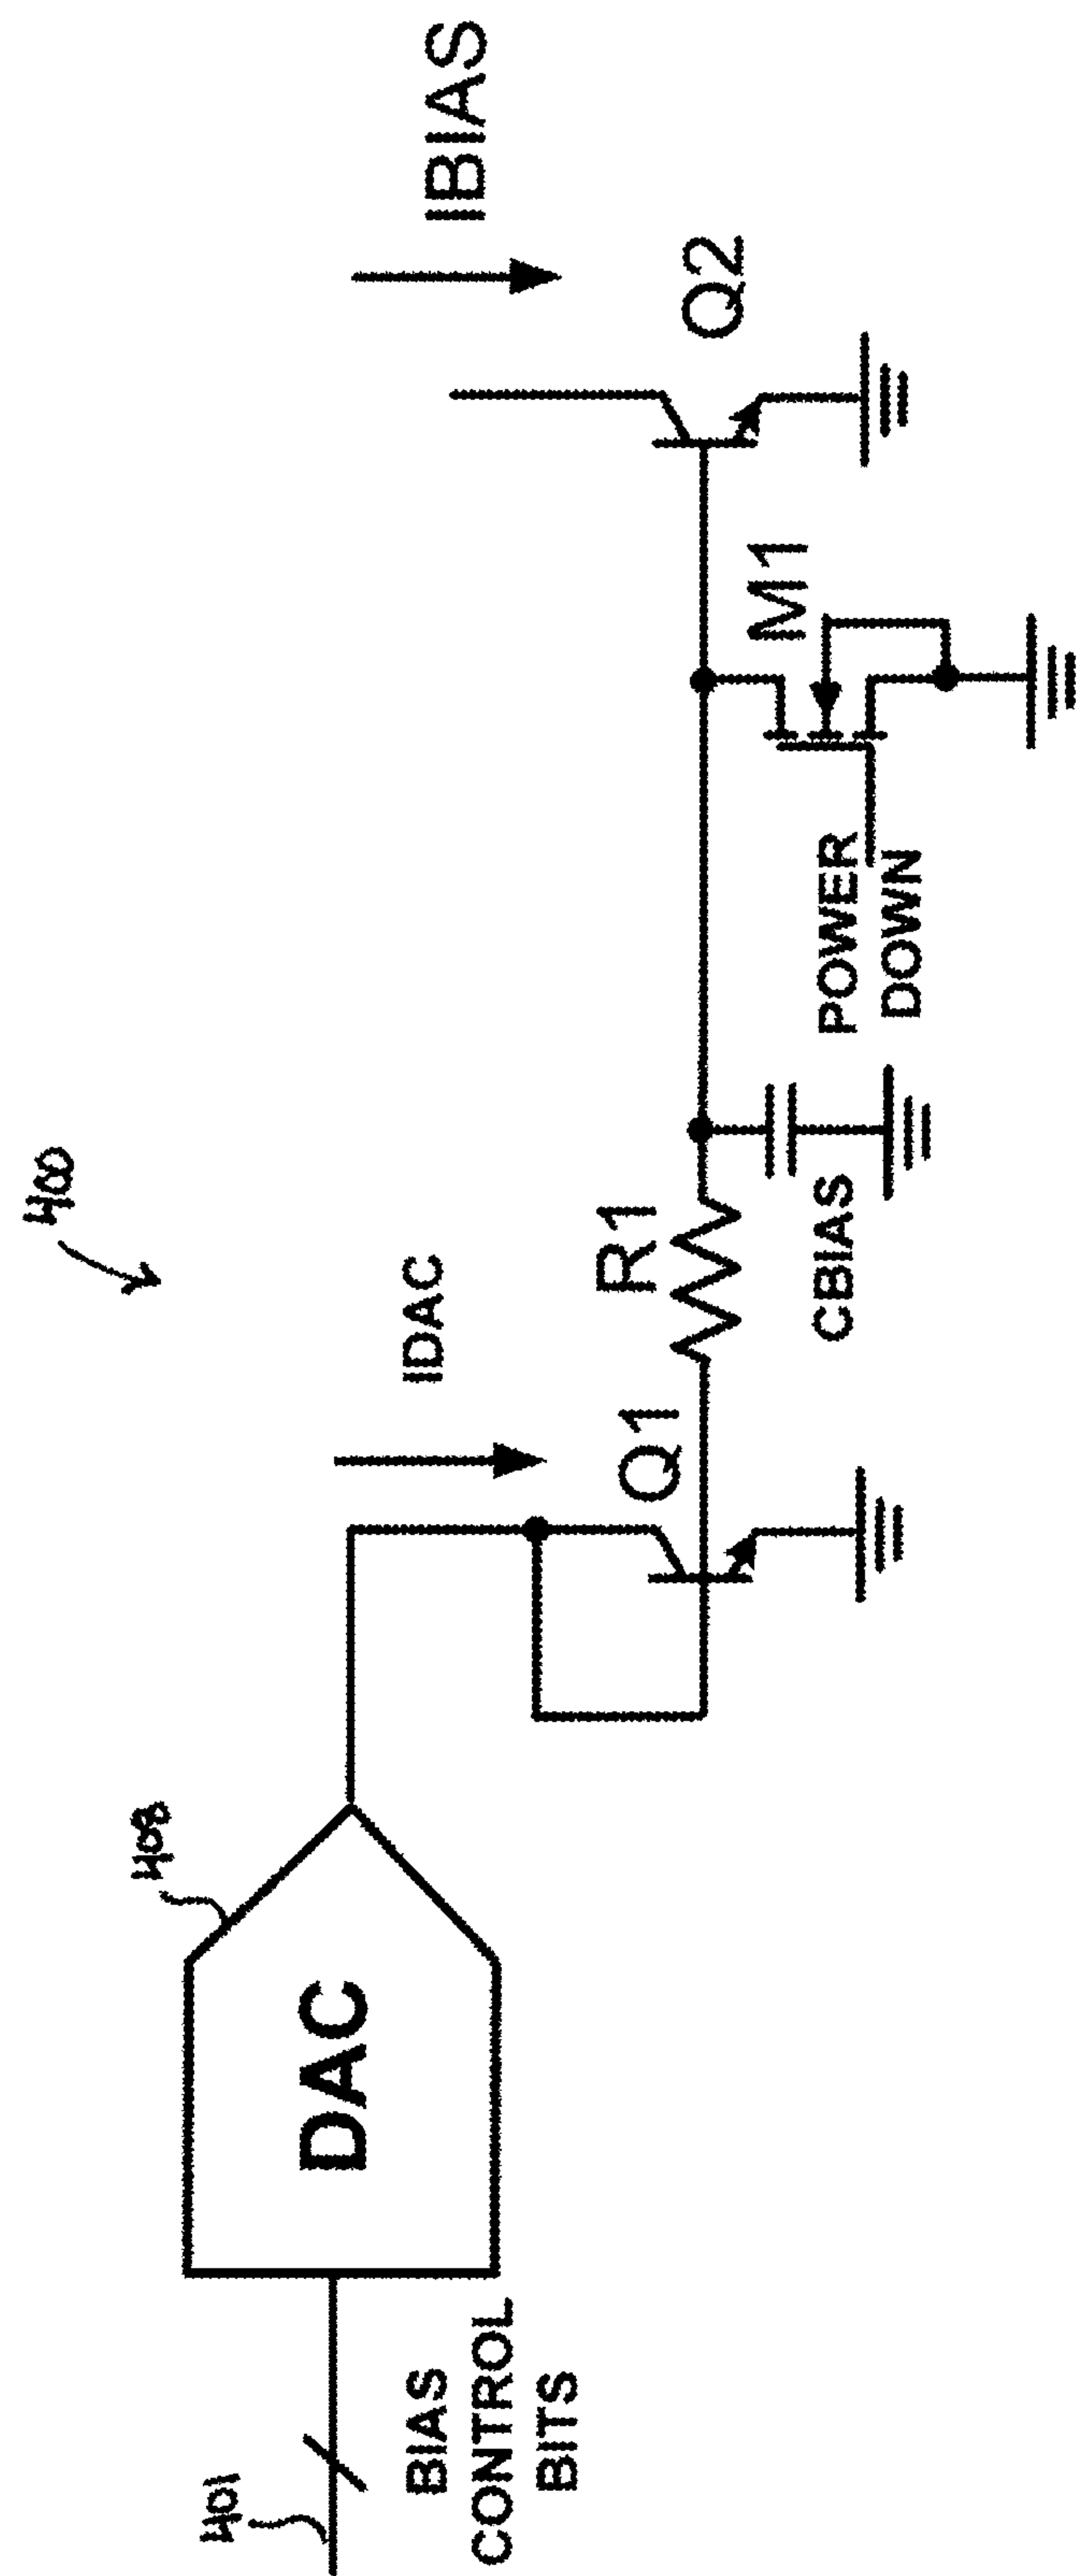 400
401
BIAS
CONTROL
BITS
DAC
408
IDAC
Q1
R1
CBIAS
POWER
DOWN
M1
Q2
IBIAS